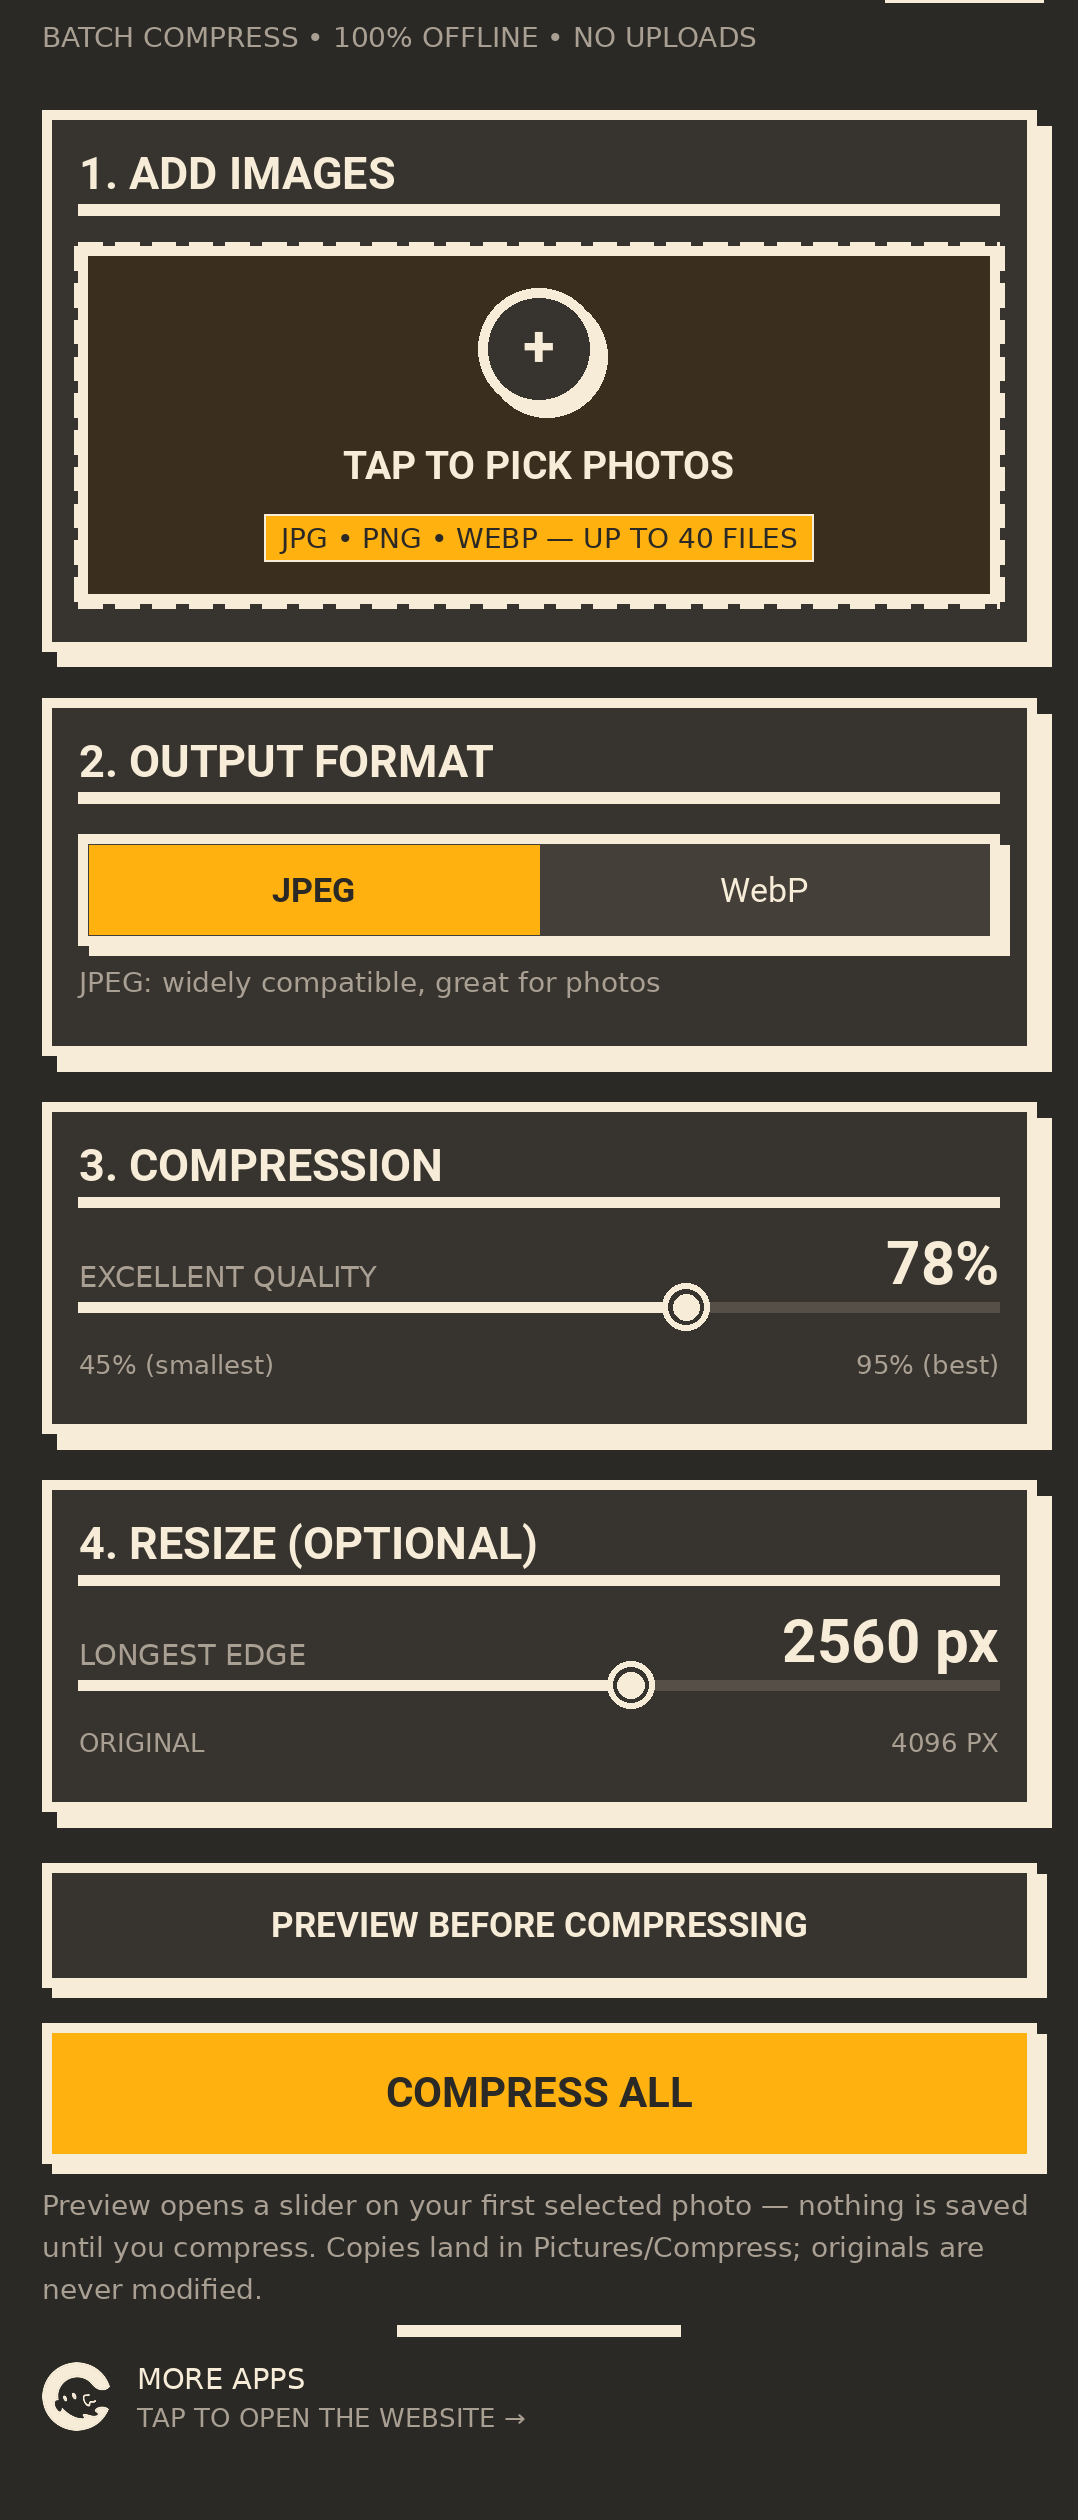 BATCH COMPRESS • 100% OFFLINE • NO UPLOADS
1. ADD IMAGES
+
TAP TO PICK PHOTOS
JPG • PNG • WEBP — UP TO 40 FILES
2. OUTPUT FORMAT
JPEG WebP
JPEG: widely compatible, great for photos
3. COMPRESSION
EXCELLENT QUALITY 78%
45% (smallest) 95% (best)
4. RESIZE (OPTIONAL)
LONGEST EDGE 2560 px
ORIGINAL 4096 PX
PREVIEW BEFORE COMPRESSING
COMPRESS ALL
Preview opens a slider on your first selected photo — nothing is saved
until you compress. Copies land in Pictures/Compress; originals are
never modified.
MORE APPS
TAP TO OPEN THE WEBSITE →